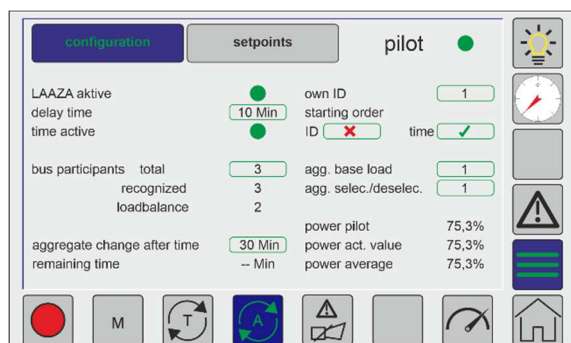 configuration setpoints pilot
LAAZA aktive own ID 1
delay time 10 Min starting order
time active ID time
bus participants total 3 agg. base load 1
recognized 3 agg. selec./deselec. 1
loadbalance 2
power pilot 75,3%
aggregate change after time 30 Min power act. value 75,3%
remaining time -- Min power average 75,3%
M T A